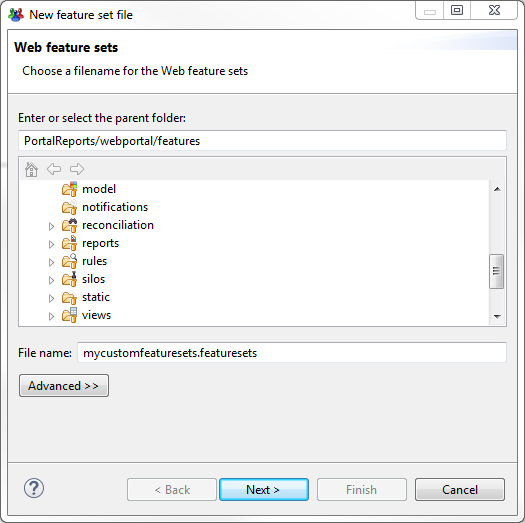 New feature set file
Web feature sets
Choose a filename for the Web feature sets
Enter or select the parent folder:
PortalReports/webportal/features
model
notifications
reconciliation
reports
rules
silos
static
views
File name: mycustomfeaturesets.featuresets
Advanced >>
? < Back Next > Finish Cancel